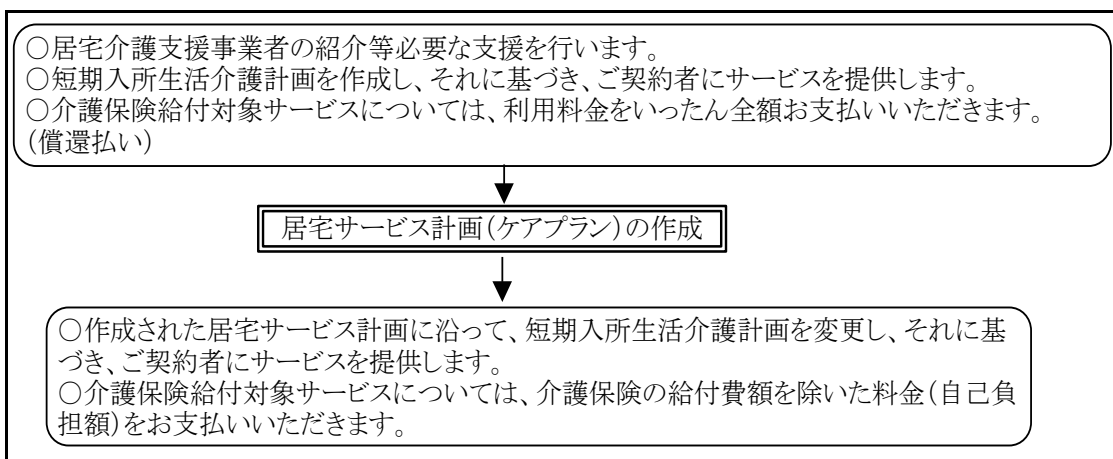 ○居宅介護支援事業者の紹介等必要な支援を行います。
○短期入所生活介護計画を作成し、それに基づき、ご契約者にサービスを提供します。
○介護保険給付対象サービスについては、利用料金をいったん全額お支払いいただきます。
(償還払い)
居宅サービス計画(ケアプラン)の作成
○作成された居宅サービス計画に沿って、短期入所生活介護計画を変更し、それに基
づき、ご契約者にサービスを提供します。
○介護保険給付対象サービスについては、介護保険の給付費額を除いた料金(自己負
担額)をお支払いいただきます。